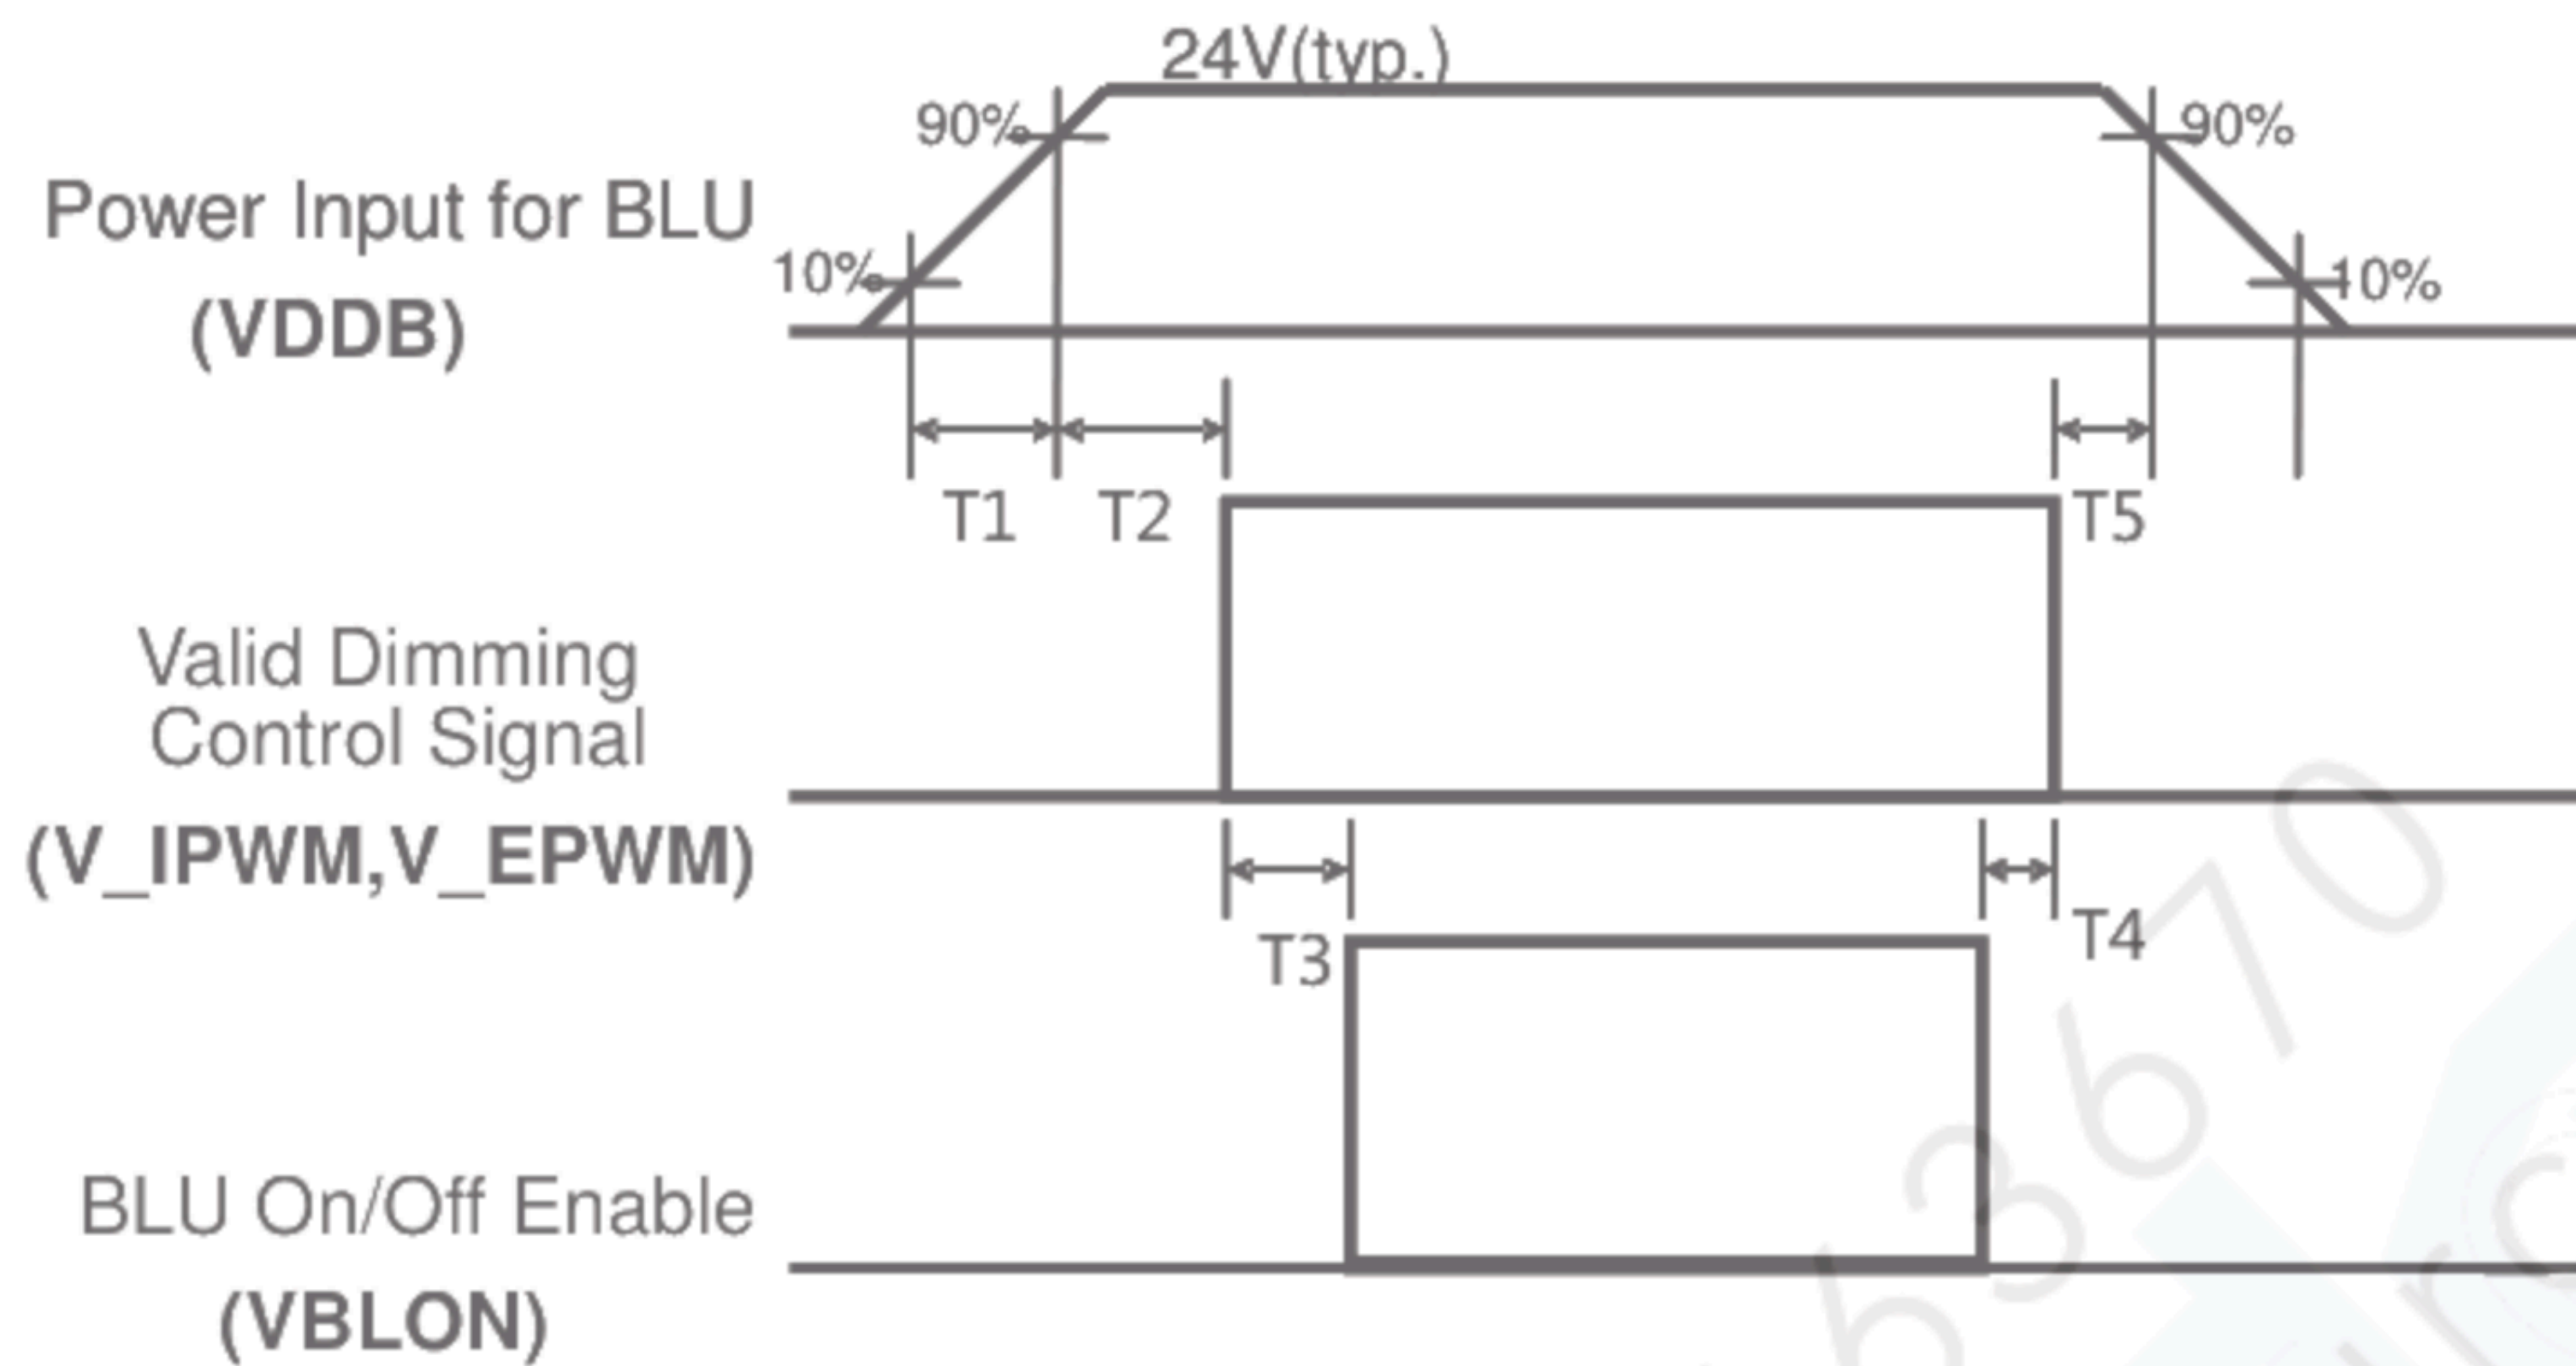 24V(typ.)
90%
90%
Power Input for BLU
10%
10%
(VDDB)
T1
T2
T5
Valid Dimming
Control Signal
(V_IPWM,V_EPWM)
T3
T4
BLU On/Off Enable
(VBLON)
63670